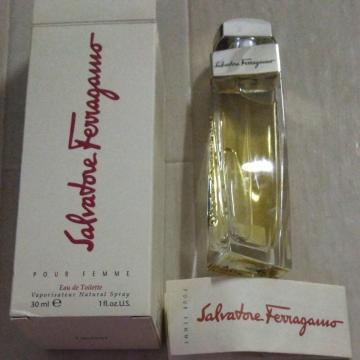 Salvatore Ferragamo
POUR FEMME
Eau de Toilette
Vaporisateur Natural Spray
30 ml e 1 fl.oz.U.S.
Salvatore Ferragamo
POUR FEMME
Salvatore Ferragamo